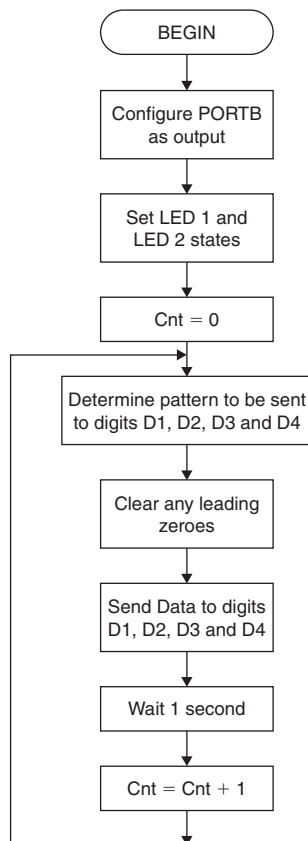 BEGIN
Configure PORTB
as output
Set LED 1 and
LED 2 states
Cnt = 0
Determine pattern to be sent
to digits D1, D2, D3 and D4
Clear any leading
zeroes
Send Data to digits
D1, D2, D3 and D4
Wait 1 second
Cnt = Cnt + 1